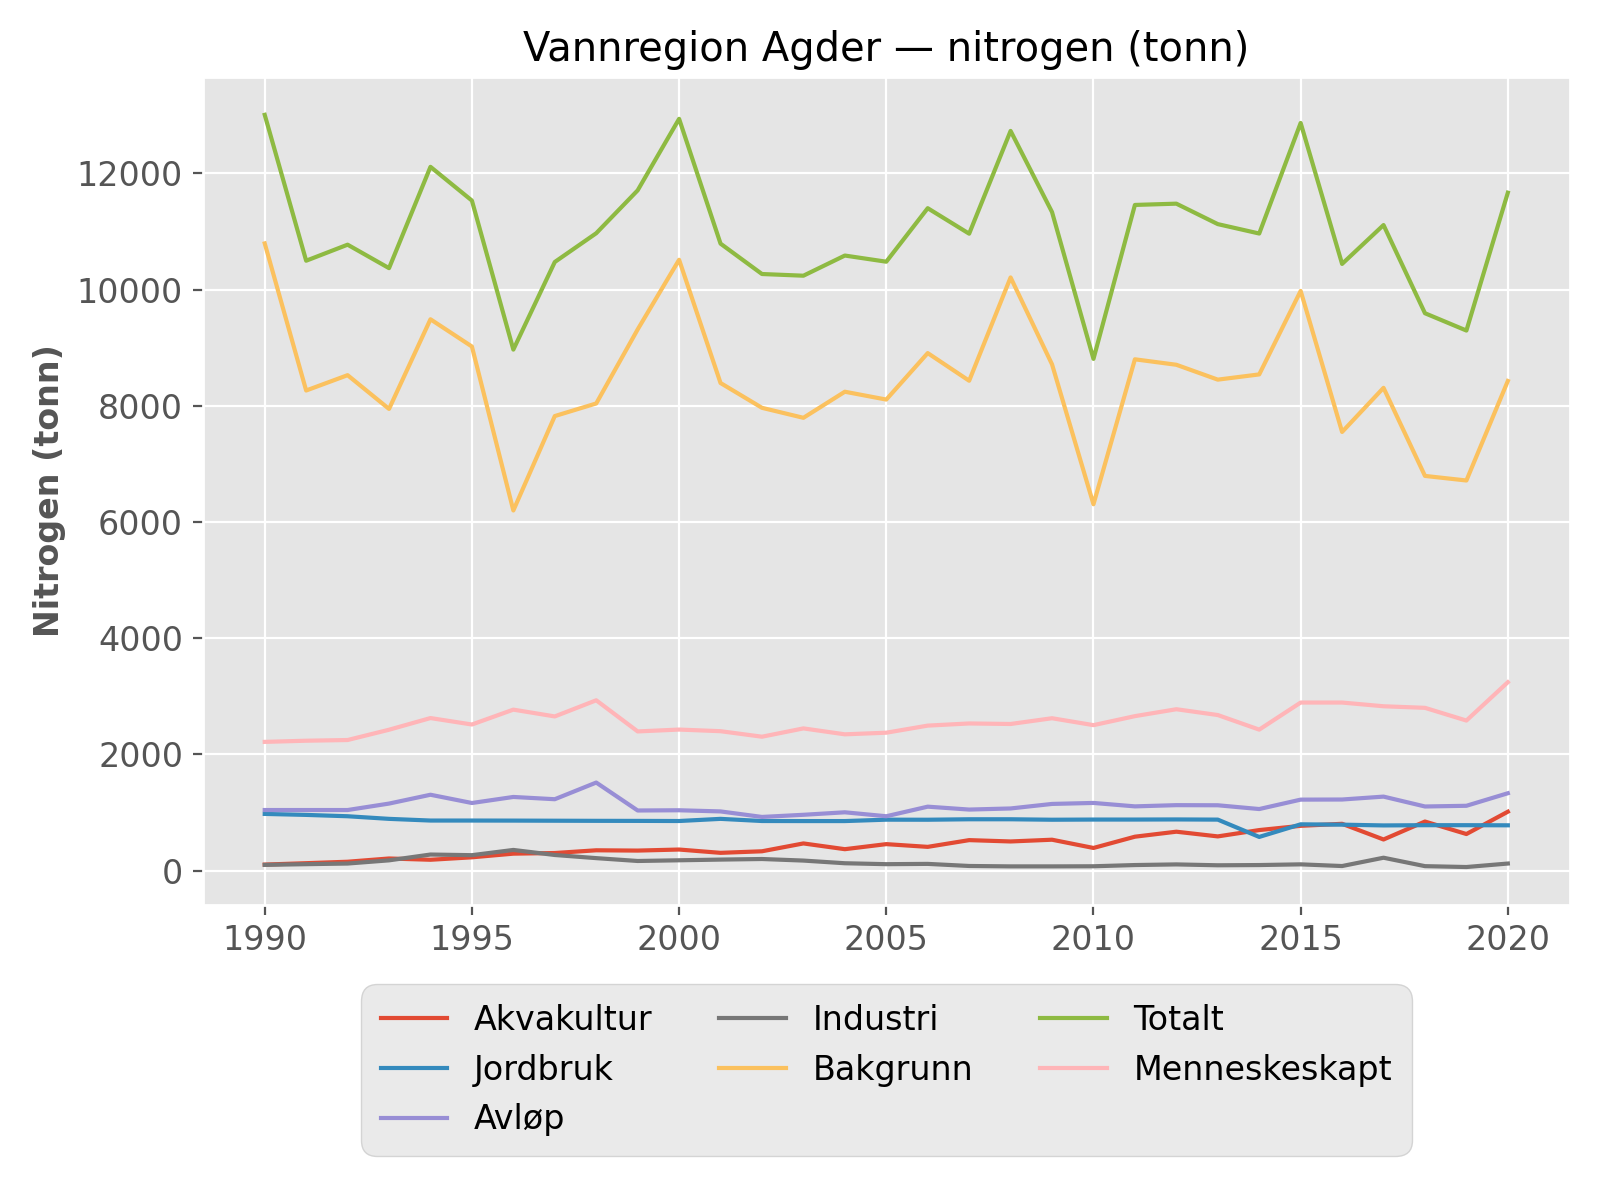 Vannregion Agder — nitrogen (tonn)
Nitrogen (tonn)
12000
10000
8000
6000
4000
2000
0
1990 1995 2000 2005 2010 2015 2020
Akvakultur Industri Totalt
Jordbruk Bakgrunn Menneskeskapt
Avløp